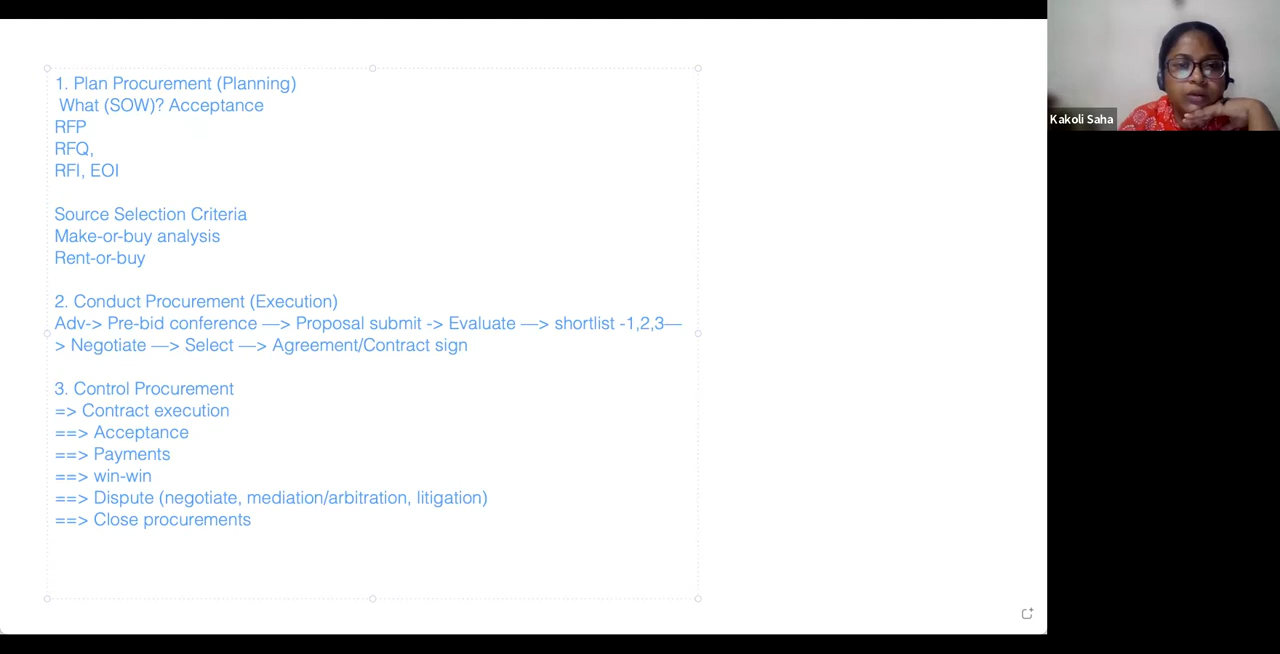 1. Plan Procurement (Planning)
What (SOW)? Acceptance
RFP
RFQ,
RFI, EOI
Source Selection Criteria
Make-or-buy analysis
Rent-or-buy
2. Conduct Procurement (Execution)
Adv-> Pre-bid conference —> Proposal submit -> Evaluate —> shortlist -1,2,3—
> Negotiate —> Select —> Agreement/Contract sign
3. Control Procurement
=> Contract execution
==> Acceptance
==> Payments
==> win-win
==> Dispute (negotiate, mediation/arbitration, litigation)
==> Close procurements
Kakoli Saha